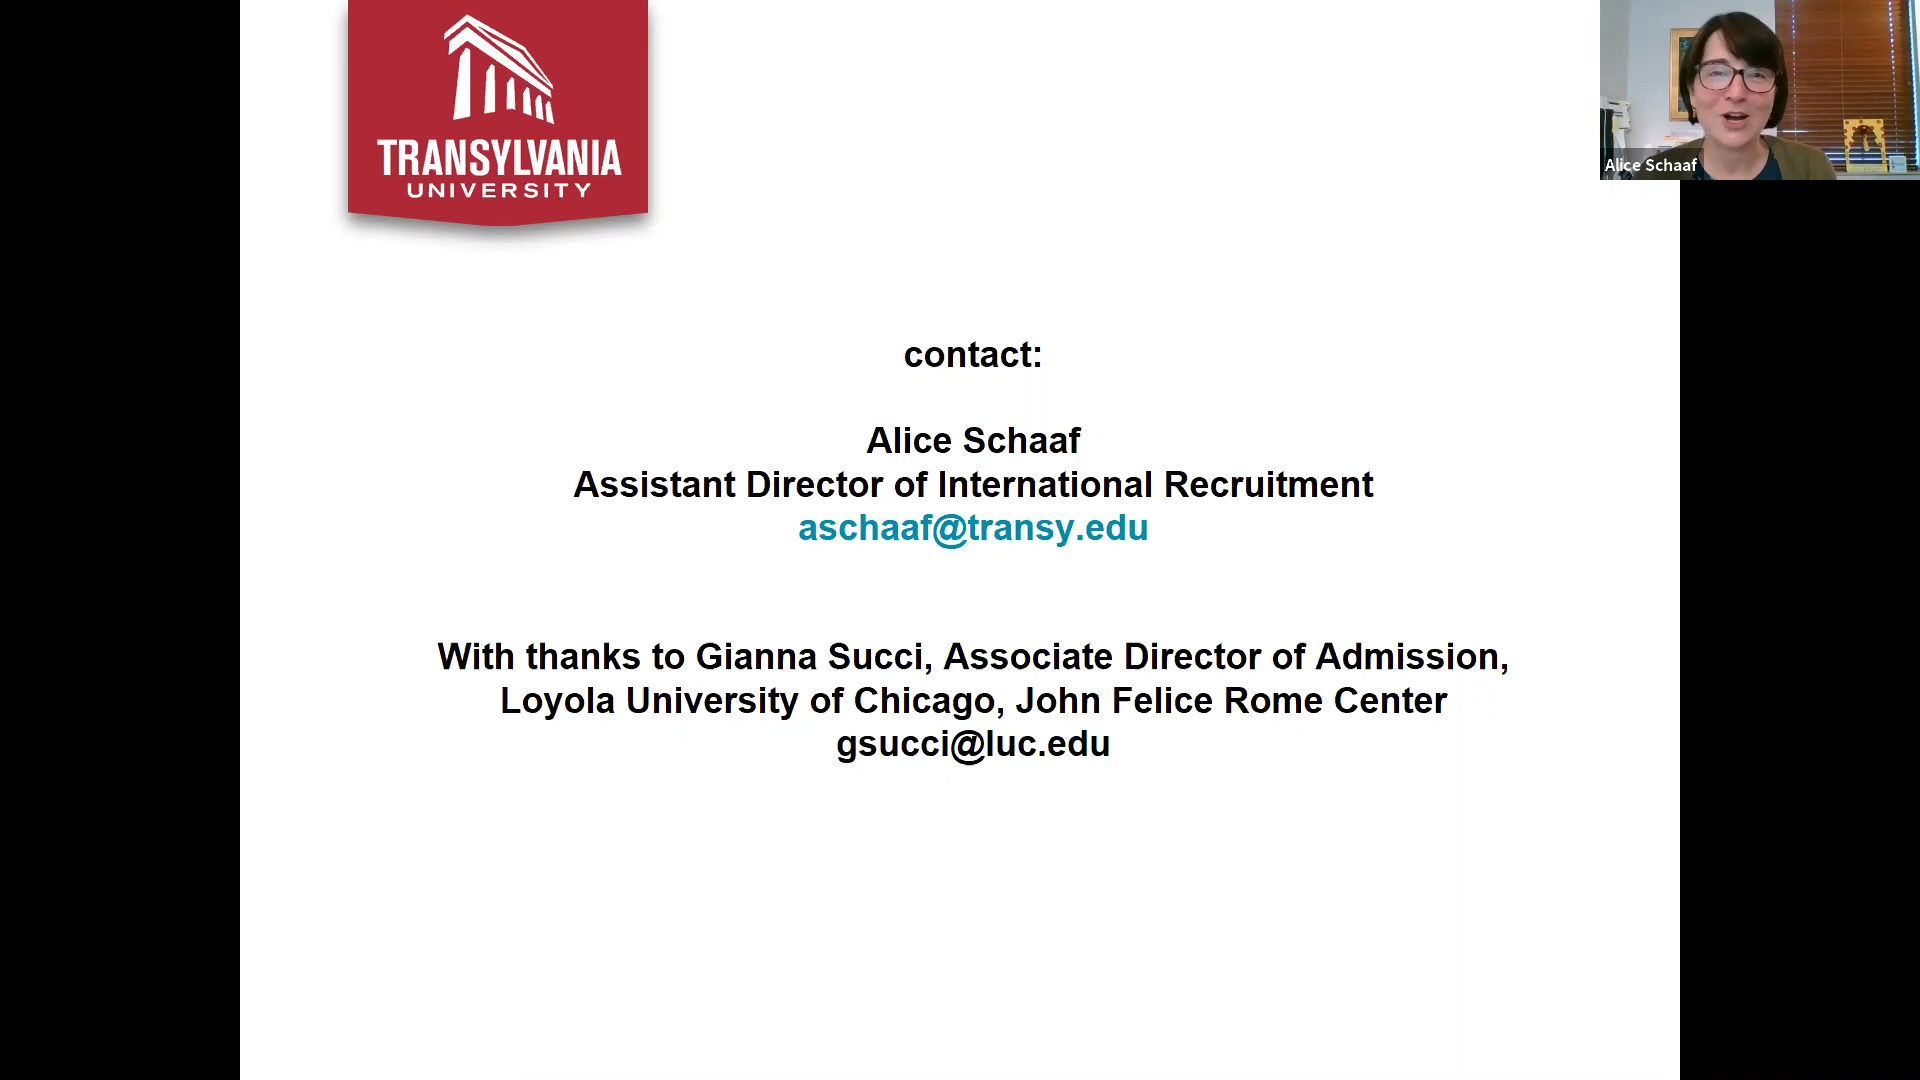 TRANSYLVANIA
UNIVERSITY
Alice Schaaf
contact:
Alice Schaaf
Assistant Director of International Recruitment
aschaaf@transy.edu
With thanks to Gianna Succi, Associate Director of Admission,
Loyola University of Chicago, John Felice Rome Center
gsucci@luc.edu